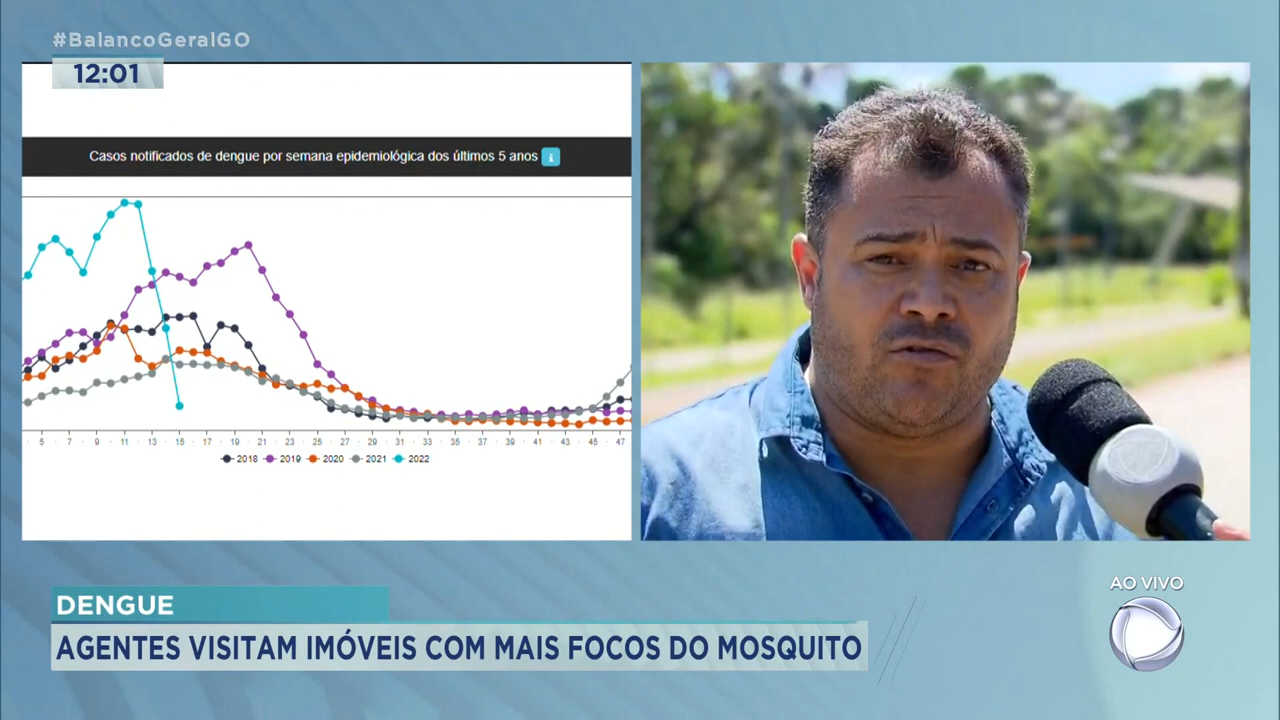 #BalancoGeralGO
12:01
Casos notificados de dengue por semana epidemiológica dos últimos 5 anos i
5 7 9 11 13 15 17 19 21 23 25 27 29 31 33 35 37 39 41 43 45 47
2018 2019 2020 2021 2022
AO VIVO
DENGUE
AGENTES VISITAM IMÓVEIS COM MAIS FOCOS DO MOSQUITO